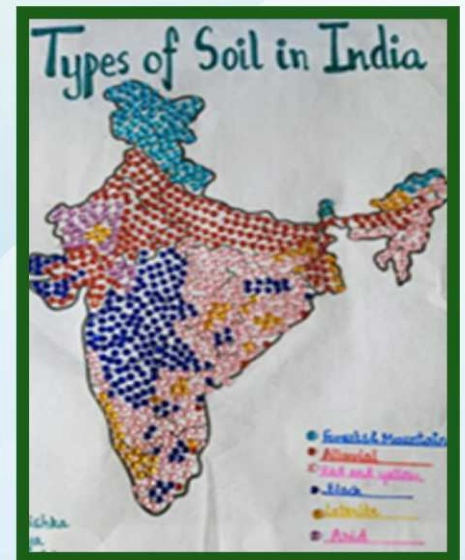 Types of Soil in India
Forest & Mountain
Alluvial
Red and yellow
Black
Laterite
Arid